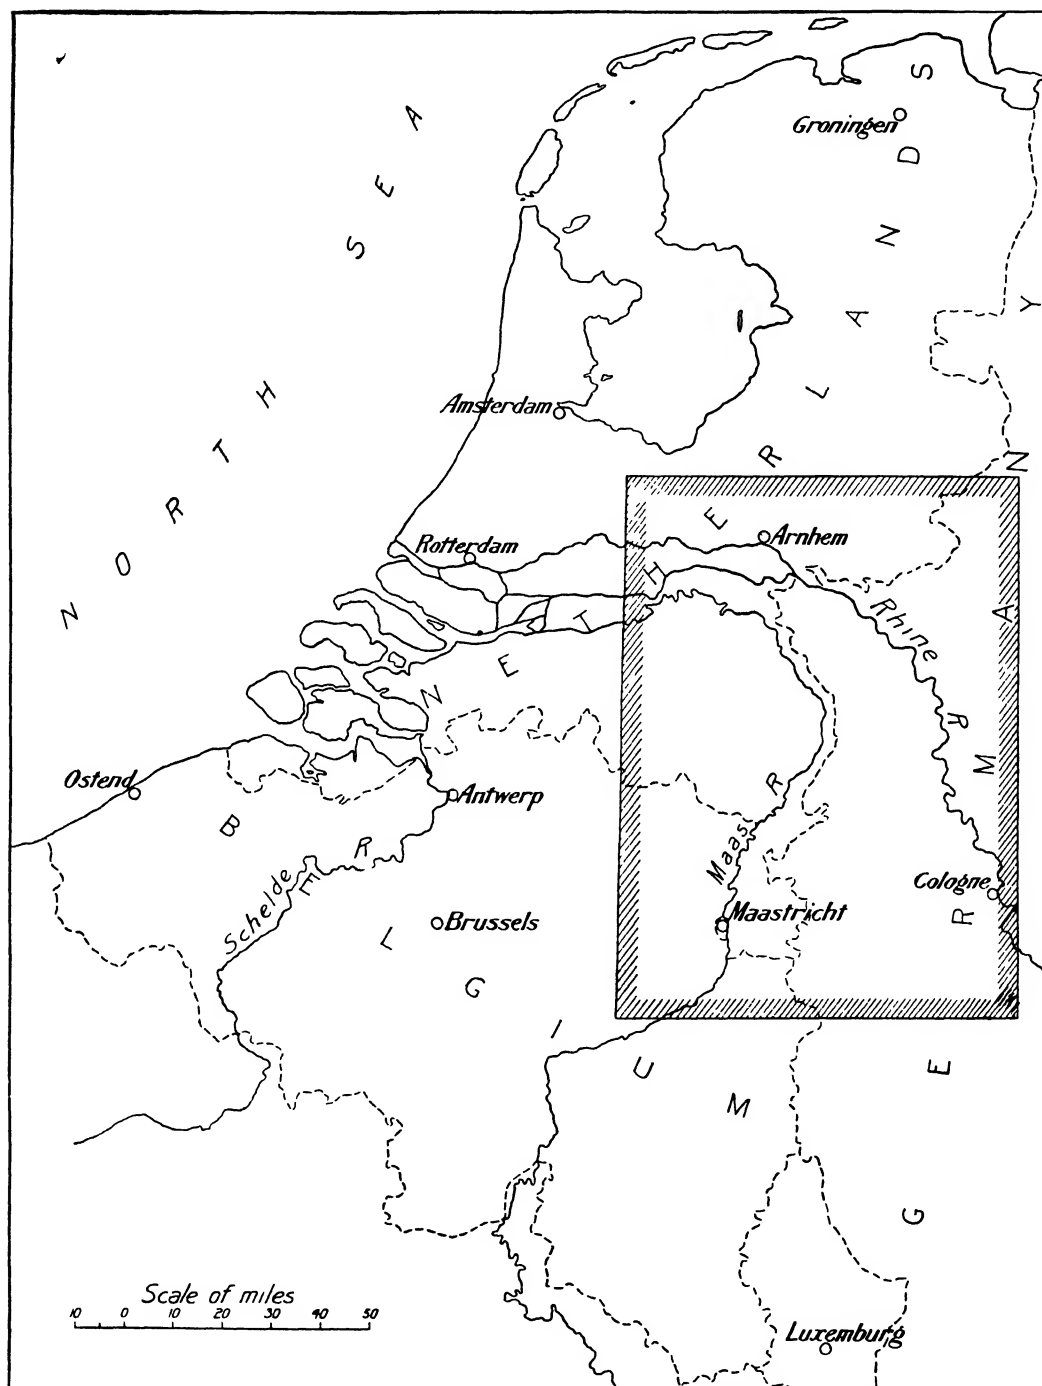 NORTH SEA
NETHERLANDS
Groningen
Amsterdam
Rotterdam
Arnhem
Rhine R
GERMANY
Ostend
Antwerp
BELGIUM
Schelde R
Maas R
Cologne
Brussels
Maastricht
Scale of miles
10 0 10 20 30 40 50
Luxemburg